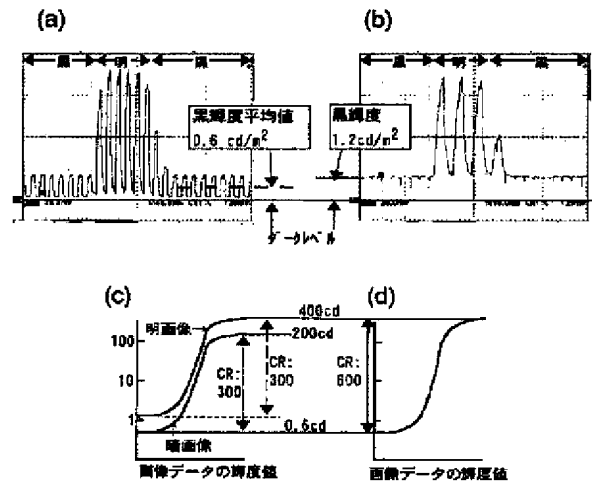 (a)
(b)
黒 明 黒
黒 明 黒
黒輝度平均値
0.6 cd/m²
黒輝度
1.2cd/m²
ダークレベル
(c)
(d)
400cd
明画像
200cd
100
10
1
CR:
300
CR:
300
CR:
600
0.6cd
暗画像
画像データの輝度値
画像データの輝度値